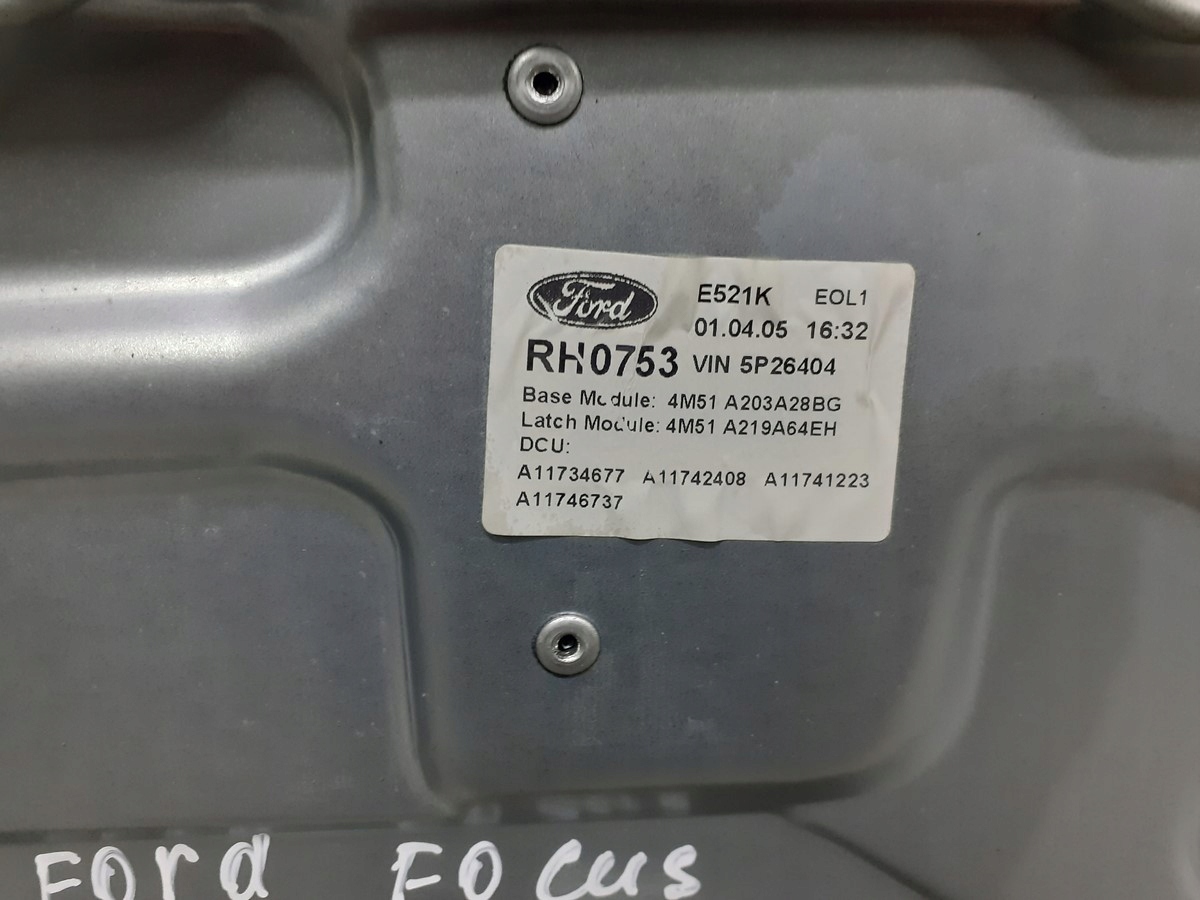 Ford
E521K EOL1
01.04.05 16:32
RH0753 VIN 5P26404
Base Module: 4M51 A203A28BG
Latch Module: 4M51 A219A64EH
DCU:
A11734677 A11742408 A11741223
A11746737
Ford Focus